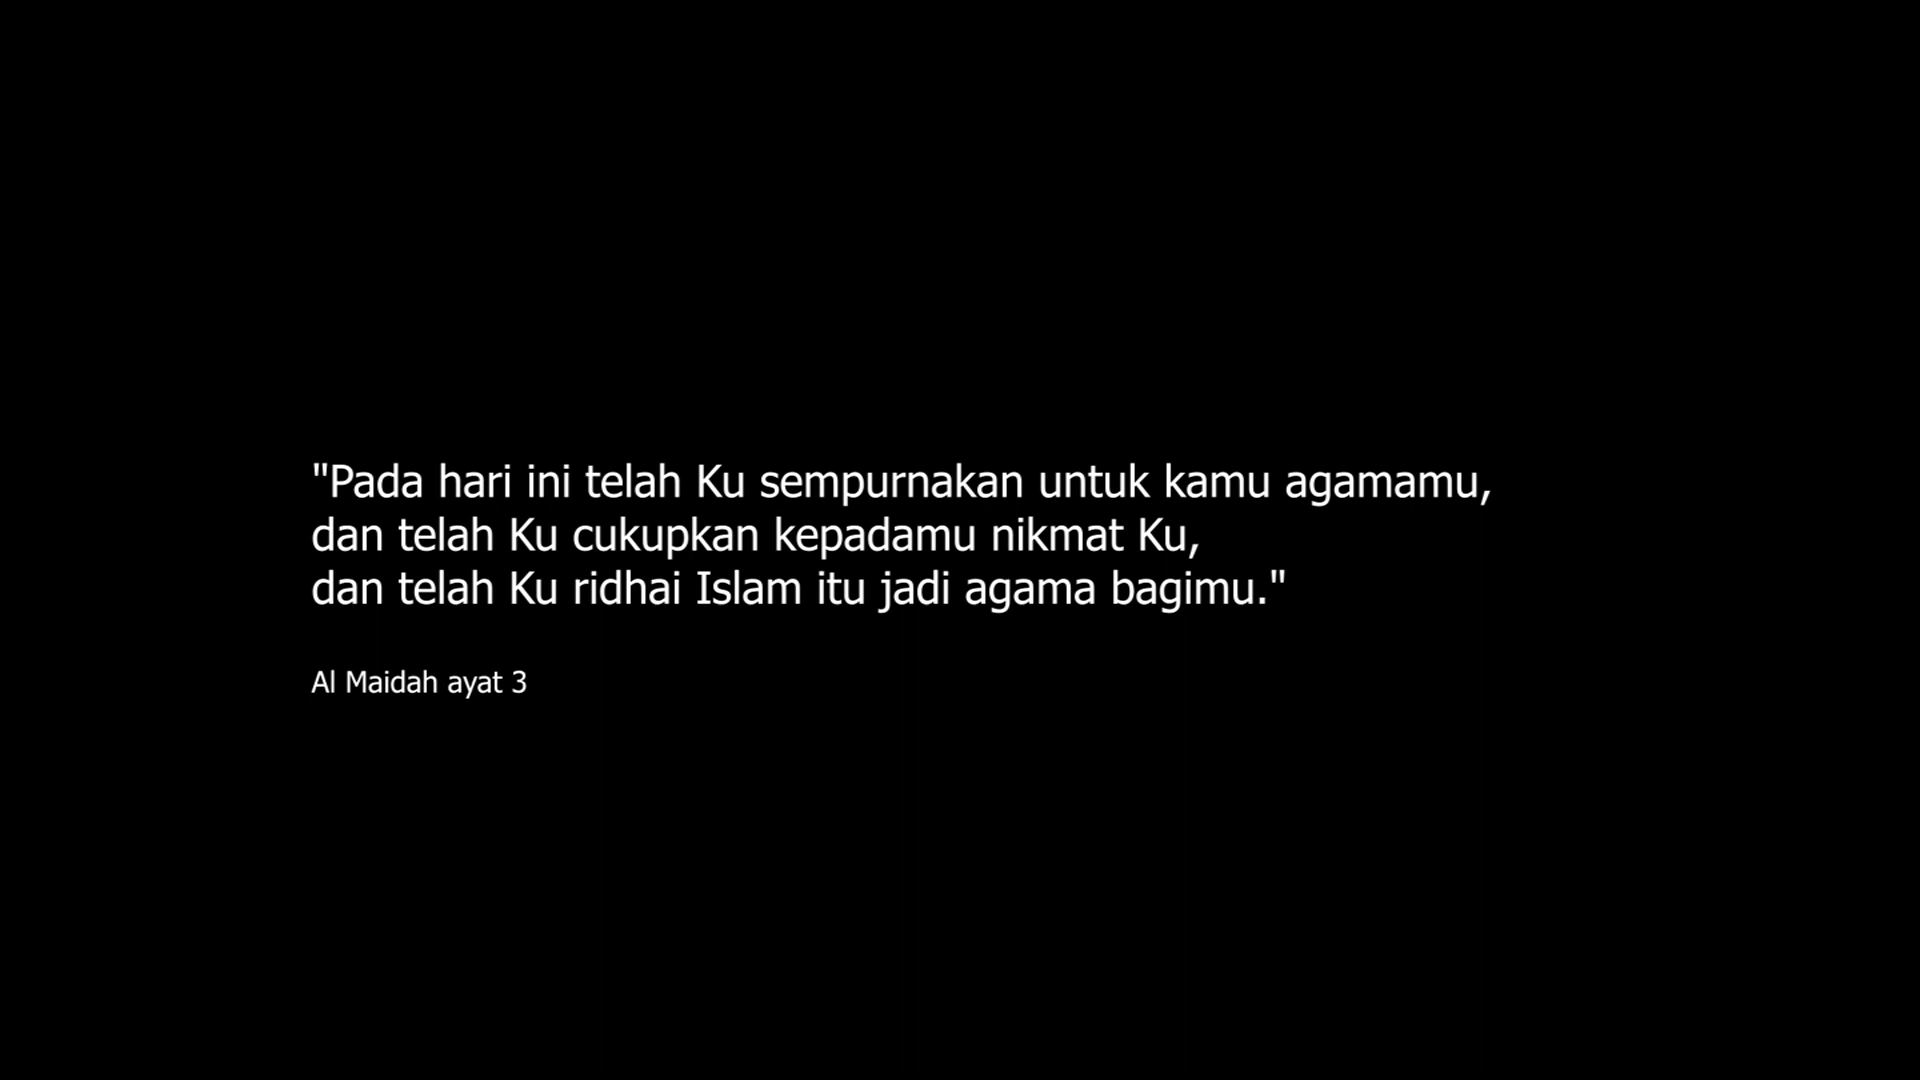 "Pada hari ini telah Ku sempurnakan untuk kamu agamamu,
dan telah Ku cukupkan kepadamu nikmat Ku,
dan telah Ku ridhai Islam itu jadi agama bagimu."
Al Maidah ayat 3